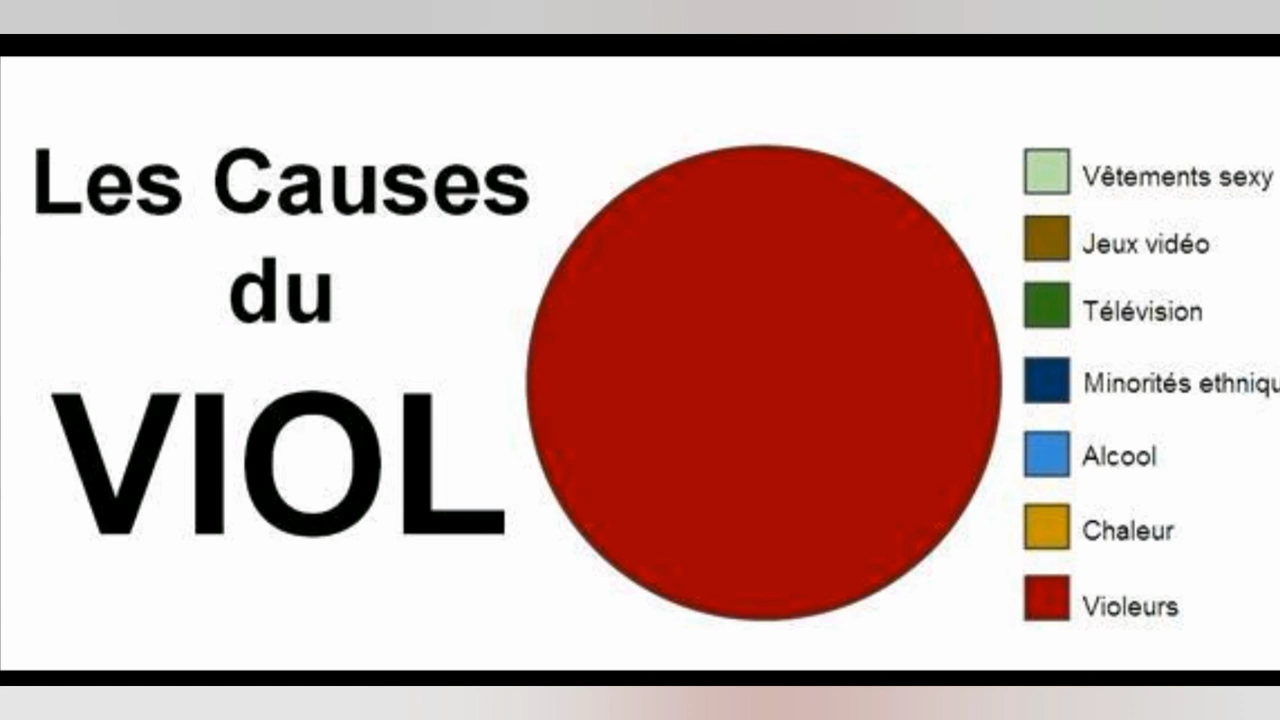 Les Causes
du
VIOL
Vêtements sexy
Jeux vidéo
Télévision
Minorités ethniqu
Alcool
Chaleur
Violeurs